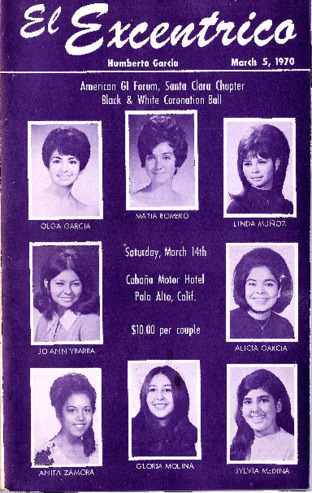 El Excentrico
Humberto Garcia March 5, 1970
American GI Forum, Santa Clara Chapter
Black & White Coronation Ball
OLGA GARCIA
MARIA ROMERO
LINDA MUÑOZ
Saturday, March 14th
Cabaña Motor Hotel
Palo Alto, Calif.
$10.00 per couple
JO ANN YBARRA
ALICIA GARCIA
ANITA ZAMORA
GLORIA MOLINA
SYLVIA MEDINA